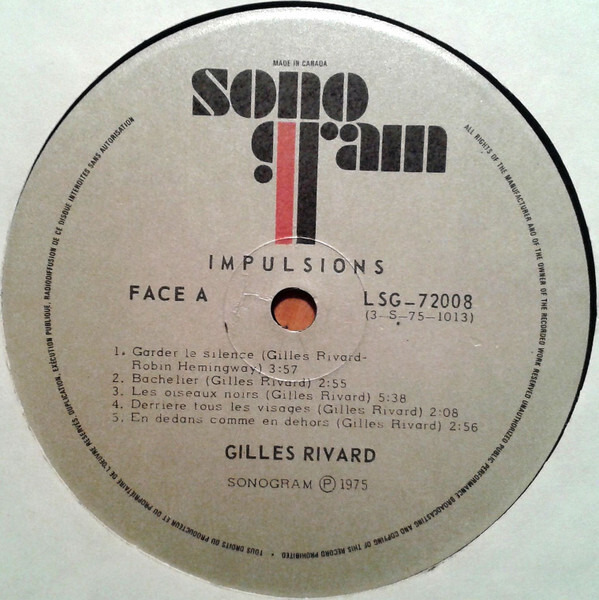 MADE IN CANADA
sono
gram
IMPULSIONS
FACE A
LSG-72008
(3-S-75-1013)
1. Garder le silence (Gilles Rivard-
Robin Hemingway) 3:57
2. Bachelier (Gilles Rivard) 2:55
3. Les oiseaux noirs (Gilles Rivard) 5:38
4. Derriere tous les visages (Gilles Rivard) 2:08
5. En dedans comme en dehors (Gilles Rivard) 2:56
GILLES RIVARD
SONOGRAM Ⓟ 1975
ALL RIGHTS OF THE MANUFACTURER AND OF THE OWNER OF THE RECORDED WORK RESERVED UNAUTHORIZED PUBLIC PERFORMANCE BROADCASTING AND COPYING OF THIS RECORD PROHIBITED •
TOUS DROITS DU PRODUCTEUR ET DU PROPRIÉTAIRE DE L'OEUVRE RÉSERVÉS. DUPLICATION, EXÉCUTION PUBLIQUE, RADIODIFFUSION DE CE DISQUE INTERDITES SANS AUTORISATION